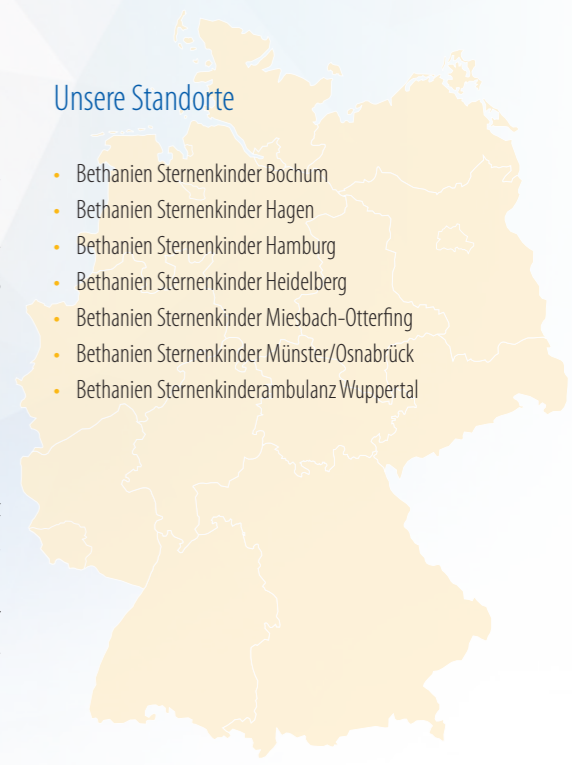 Unsere Standorte
• Bethanien Sternenkinder Bochum
• Bethanien Sternenkinder Hagen
• Bethanien Sternenkinder Hamburg
• Bethanien Sternenkinder Heidelberg
• Bethanien Sternenkinder Miesbach-Otterfing
• Bethanien Sternenkinder Münster/Osnabrück
• Bethanien Sternenkinderambulanz Wuppertal